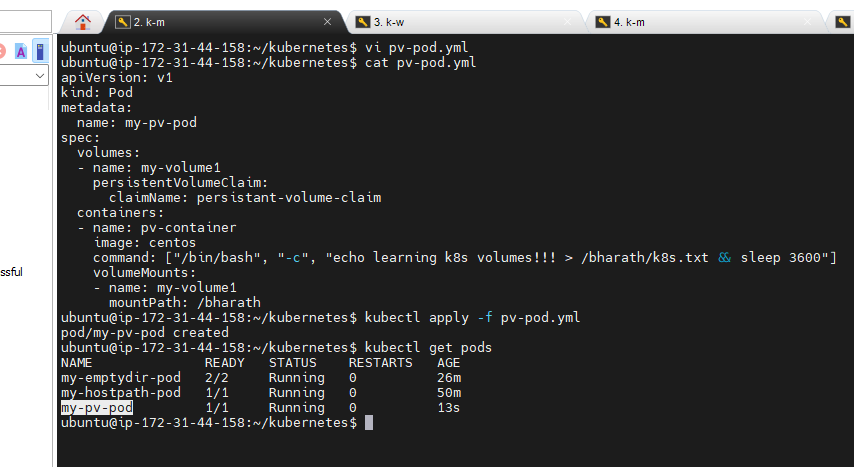 2. k-m
3. k-w
4. k-m
ubuntu@ip-172-31-44-158:~/kubernetes$ vi pv-pod.yml
ubuntu@ip-172-31-44-158:~/kubernetes$ cat pv-pod.yml
apiVersion: v1
kind: Pod
metadata:
  name: my-pv-pod
spec:
  volumes:
  - name: my-volume1
    persistentVolumeClaim:
      claimName: persistant-volume-claim
  containers:
  - name: pv-container
    image: centos
    command: ["/bin/bash", "-c", "echo learning k8s volumes!!! > /bharath/k8s.txt && sleep 3600"]
    volumeMounts:
    - name: my-volume1
      mountPath: /bharath
ubuntu@ip-172-31-44-158:~/kubernetes$ kubectl apply -f pv-pod.yml
pod/my-pv-pod created
ubuntu@ip-172-31-44-158:~/kubernetes$ kubectl get pods
NAME              READY   STATUS    RESTARTS   AGE
my-emptydir-pod   2/2     Running   0          26m
my-hostpath-pod   1/1     Running   0          50m
my-pv-pod         1/1     Running   0          13s
ubuntu@ip-172-31-44-158:~/kubernetes$
ssful